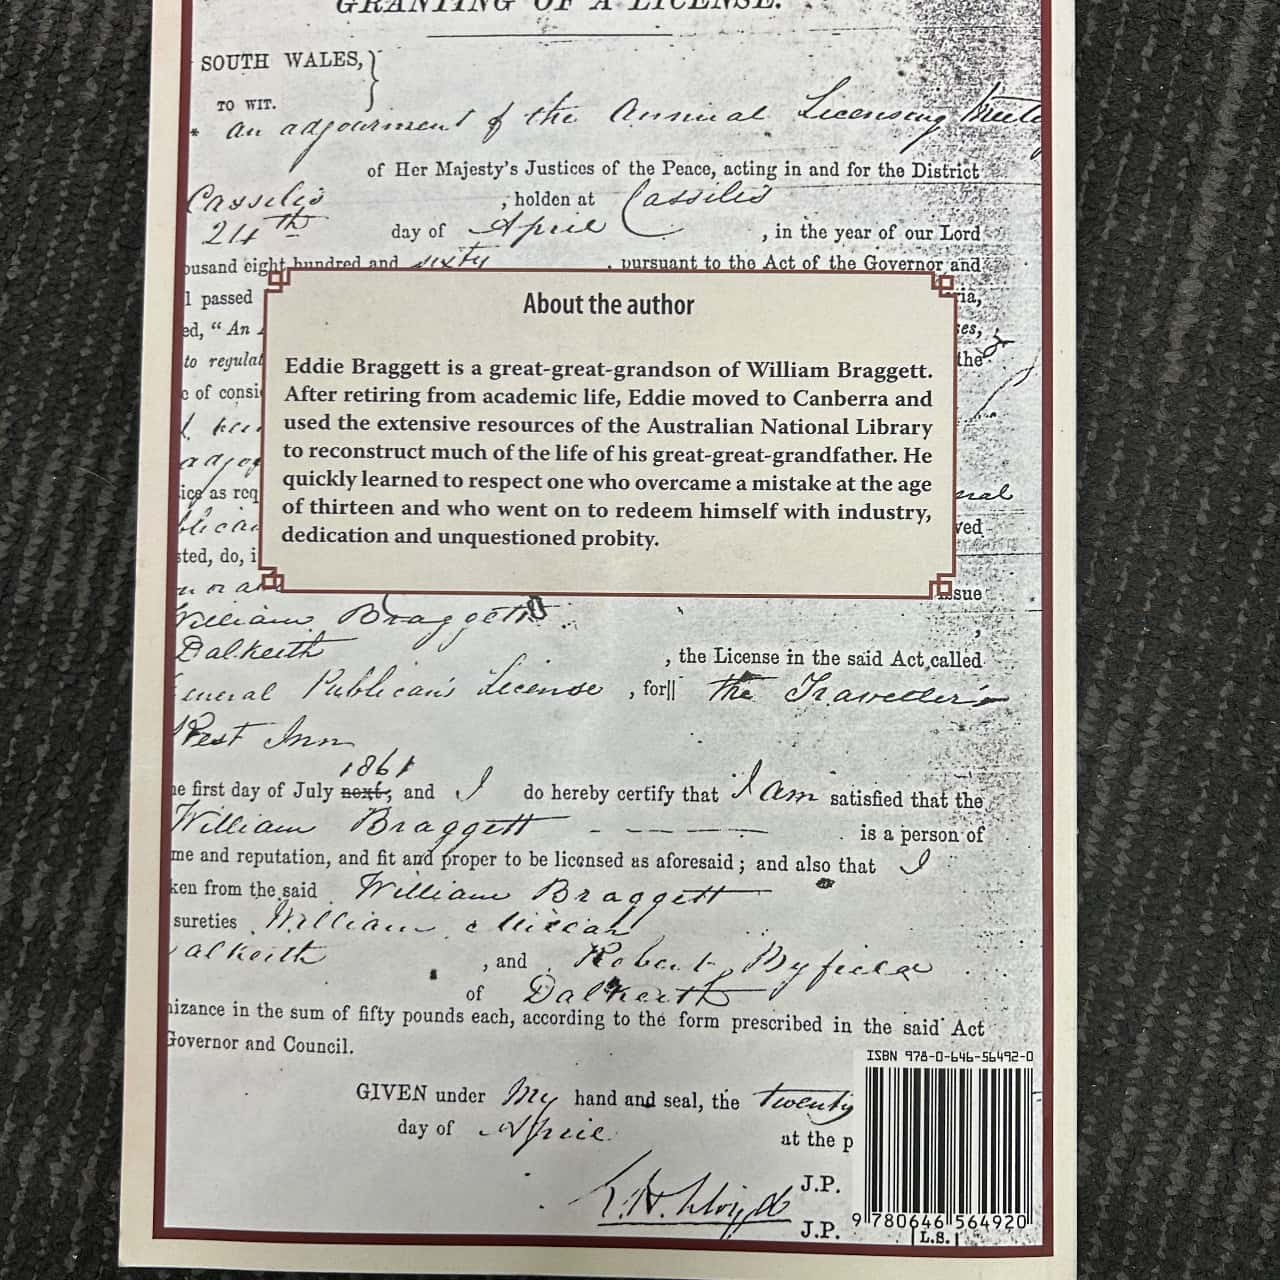 GRANTING OF A LICENSE.
SOUTH WALES,
TO WIT.
* An adjournment of the Annual Licensing
of Her Majesty's Justices of the Peace, acting in and for the District
Cassilis, holden at Cassilis
24th day of April, in the year of our Lord
ousand eight hundred and sixty, pursuant to the Act of the Governor and
l passed ria,
ed, "An ses,
to regulat the
e of consi
adjo
ice as req
ved
sted, do, i
issue
William Braggett
Dalkeith, the License in the said Act called
eneral Publican's License, for|| the Traveller's
Rest Inn
1861
he first day of July next, and I do hereby certify that I am satisfied that the
William Braggett is a person of
me and reputation, and fit and proper to be licensed as aforesaid; and also that I
ken from the said William Braggett
sureties William
alkeith, and Robert Byfield
of Dalkeith
nizance in the sum of fifty pounds each, according to the form prescribed in the said Act
Governor and Council.
GIVEN under My hand and seal, the twenty
day of April at the p
J.P.
J.P.
L.S.
About the author
Eddie Braggett is a great-great-grandson of William Braggett.
After retiring from academic life, Eddie moved to Canberra and
used the extensive resources of the Australian National Library
to reconstruct much of the life of his great-great-grandfather. He
quickly learned to respect one who overcame a mistake at the age
of thirteen and who went on to redeem himself with industry,
dedication and unquestioned probity.
ISBN 978-0-646-56492-0
9 780646 564920